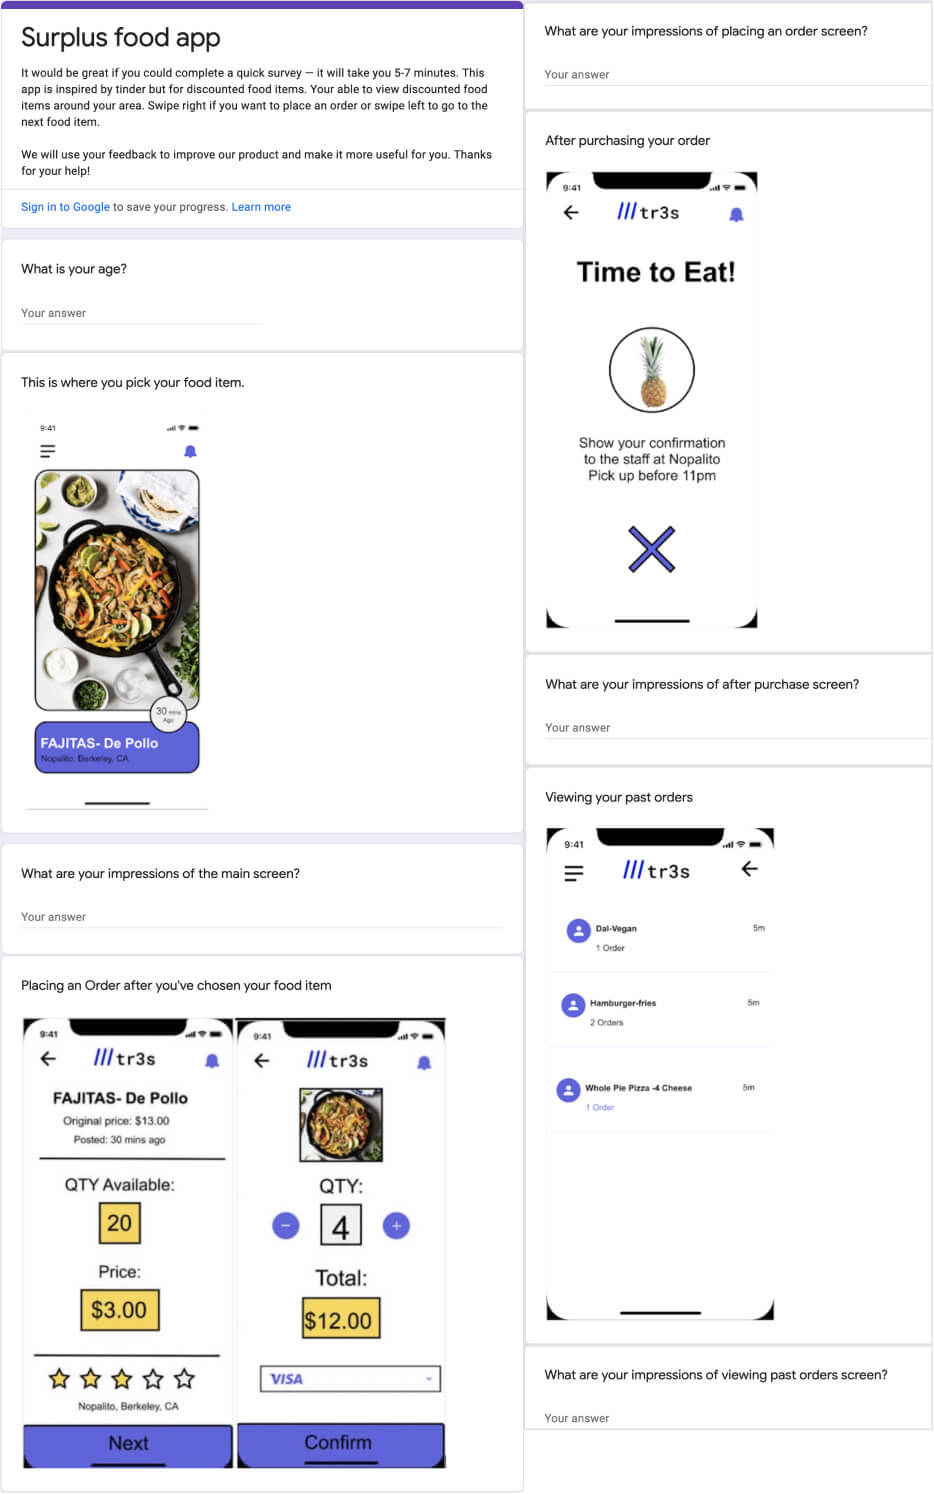 Surplus food app
It would be great if you could complete a quick survey — it will take you 5-7 minutes. This
app is inspired by tinder but for discounted food items. Your able to view discounted food
items around your area. Swipe right if you want to place an order or swipe left to go to the
next food item.
We will use your feedback to improve our product and make it more useful for you. Thanks
for your help!
Sign in to Google to save your progress. Learn more
What is your age?
Your answer
This is where you pick your food item.
9:41
30 mins
Ago
FAJITAS- De Pollo
Nopalito, Berkeley, CA
What are your impressions of the main screen?
Your answer
Placing an Order after you've chosen your food item
9:41
tr3s
FAJITAS- De Pollo
Original price: $13.00
Posted: 30 mins ago
QTY Available:
20
Price:
$3.00
Nopalito, Berkeley, CA
Next
9:41
tr3s
QTY:
4
Total:
$12.00
VISA
Confirm
What are your impressions of placing an order screen?
Your answer
After purchasing your order
9:41
tr3s
Time to Eat!
Show your confirmation
to the staff at Nopalito
Pick up before 11pm
What are your impressions of after purchase screen?
Your answer
Viewing your past orders
9:41
tr3s
Dal-Vegan 5m
1 Order
Hamburger-fries 5m
2 Orders
Whole Pie Pizza -4 Cheese 5m
1 Order
What are your impressions of viewing past orders screen?
Your answer